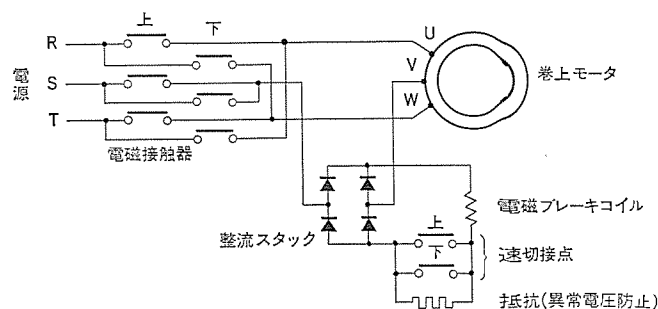 上
下
R
S
T
電源
電磁接触器
U
V
W
巻上モータ
整流スタック
電磁ブレーキコイル
上
下
速切接点
抵抗(異常電圧防止)